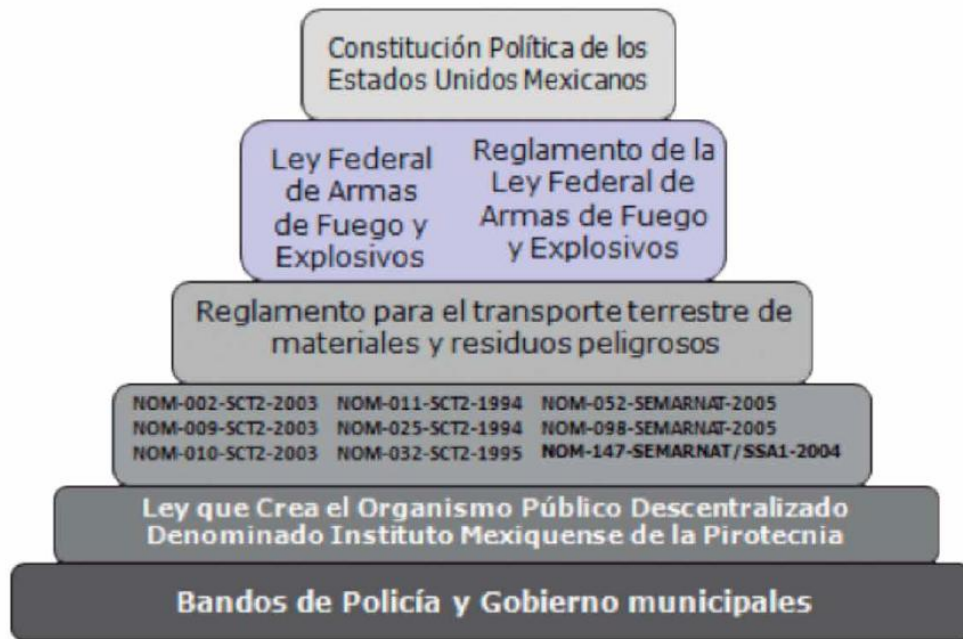 Constitución Política de los
Estados Unidos Mexicanos
Ley Federal
de Armas
de Fuego y
Explosivos
Reglamento de la
Ley Federal de
Armas de Fuego
y Explosivos
Reglamento para el transporte terrestre de
materiales y residuos peligrosos
NOM-002-SCT2-2003 NOM-011-SCT2-1994 NOM-052-SEMARNAT-2005
NOM-009-SCT2-2003 NOM-025-SCT2-1994 NOM-098-SEMARNAT-2005
NOM-010-SCT2-2003 NOM-032-SCT2-1995 NOM-147-SEMARNAT/SSA1-2004
Ley que Crea el Organismo Público Descentralizado
Denominado Instituto Mexiquense de la Pirotecnia
Bandos de Policía y Gobierno municipales